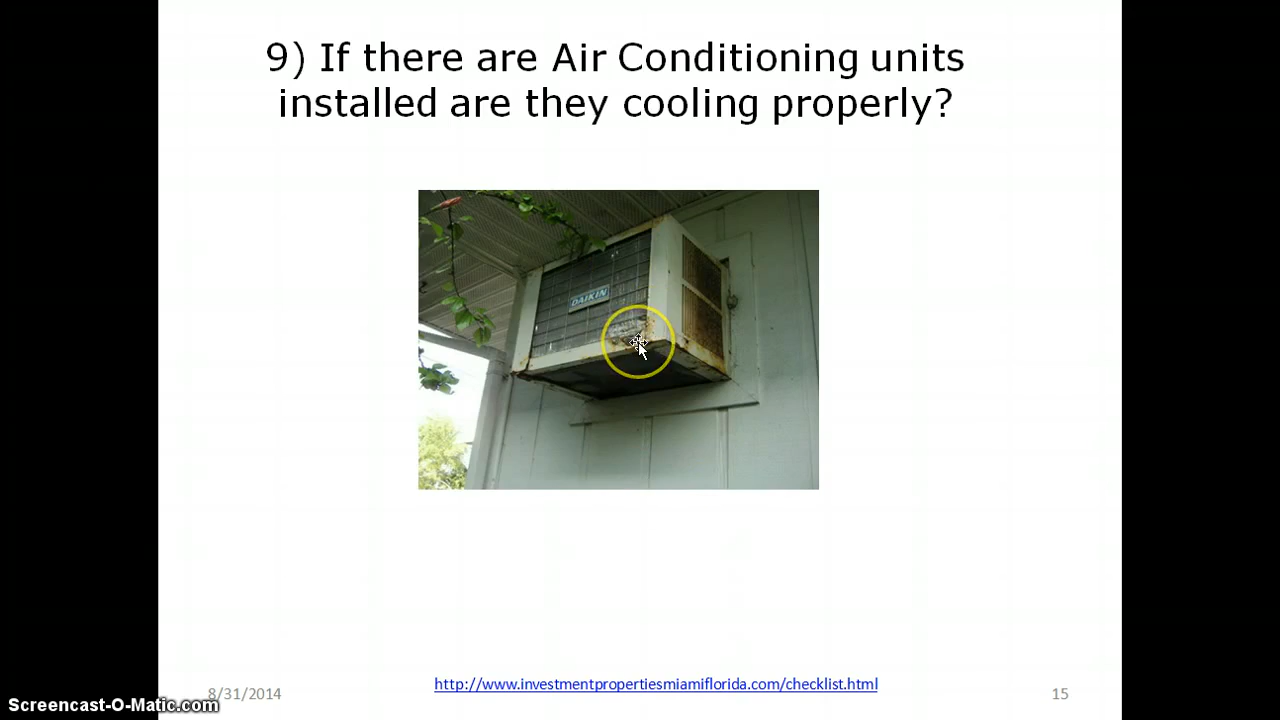 9) If there are Air Conditioning units
installed are they cooling properly?
DAIKIN
http://www.investmentpropertiesmiamiflorida.com/checklist.html
8/31/2014
15
Screencast-O-Matic.com